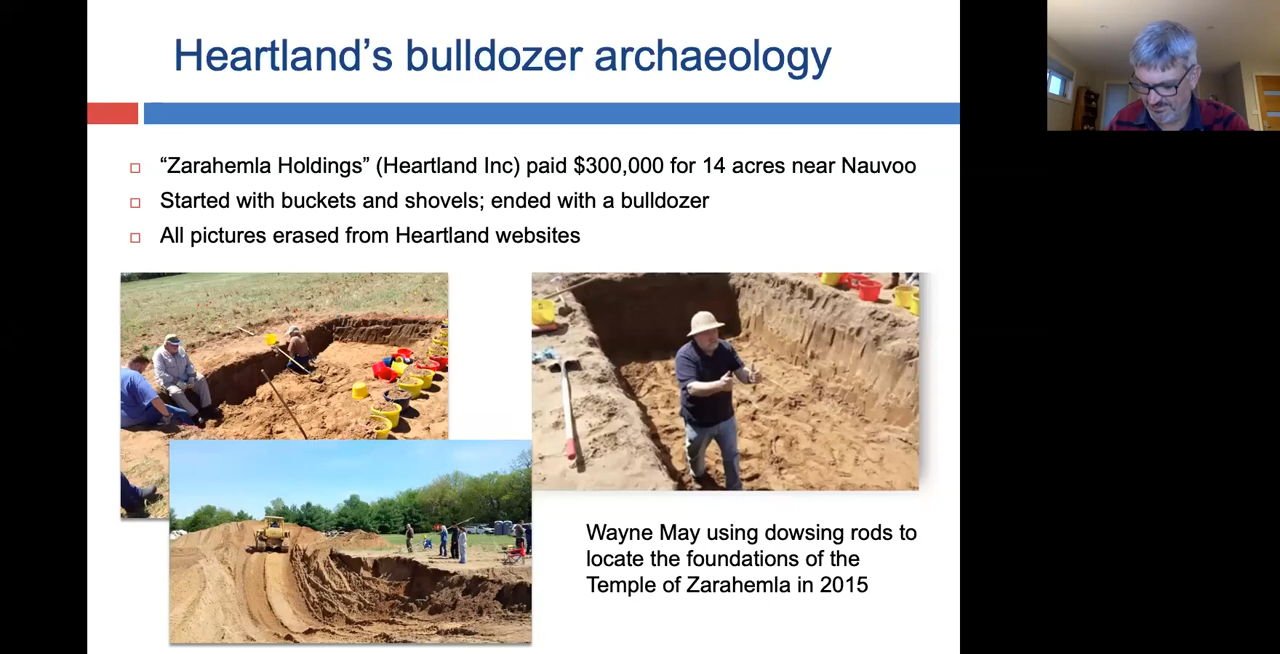 Heartland’s bulldozer archaeology
“Zarahemla Holdings” (Heartland Inc) paid $300,000 for 14 acres near Nauvoo
Started with buckets and shovels; ended with a bulldozer
All pictures erased from Heartland websites
Wayne May using dowsing rods to
locate the foundations of the
Temple of Zarahemla in 2015